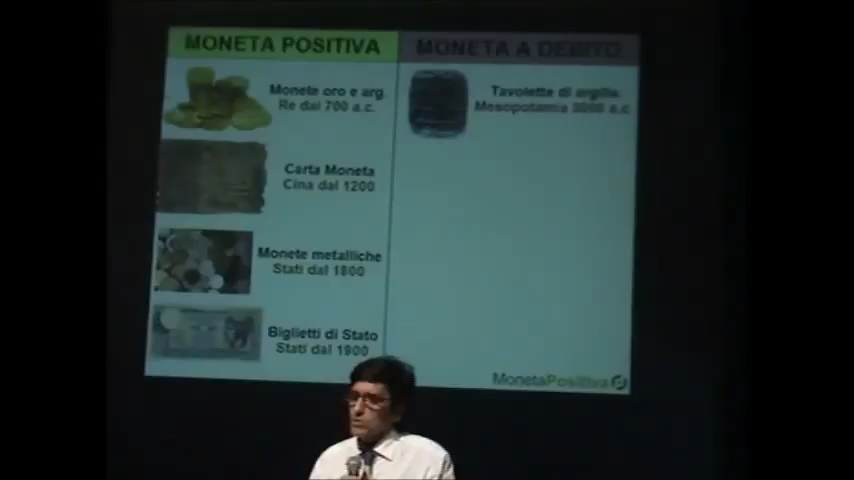 MONETA POSITIVA
MONETA A DEBITO
Monete oro e arg.
Re dal 700 a.c.
Tavolette di argilla
Mesopotamia 3000 a.c
Carta Moneta
Cina dal 1200
Monete metalliche
Stati dal 1800
Biglietti di Stato
Stati dal 1900
MonetaPositiva